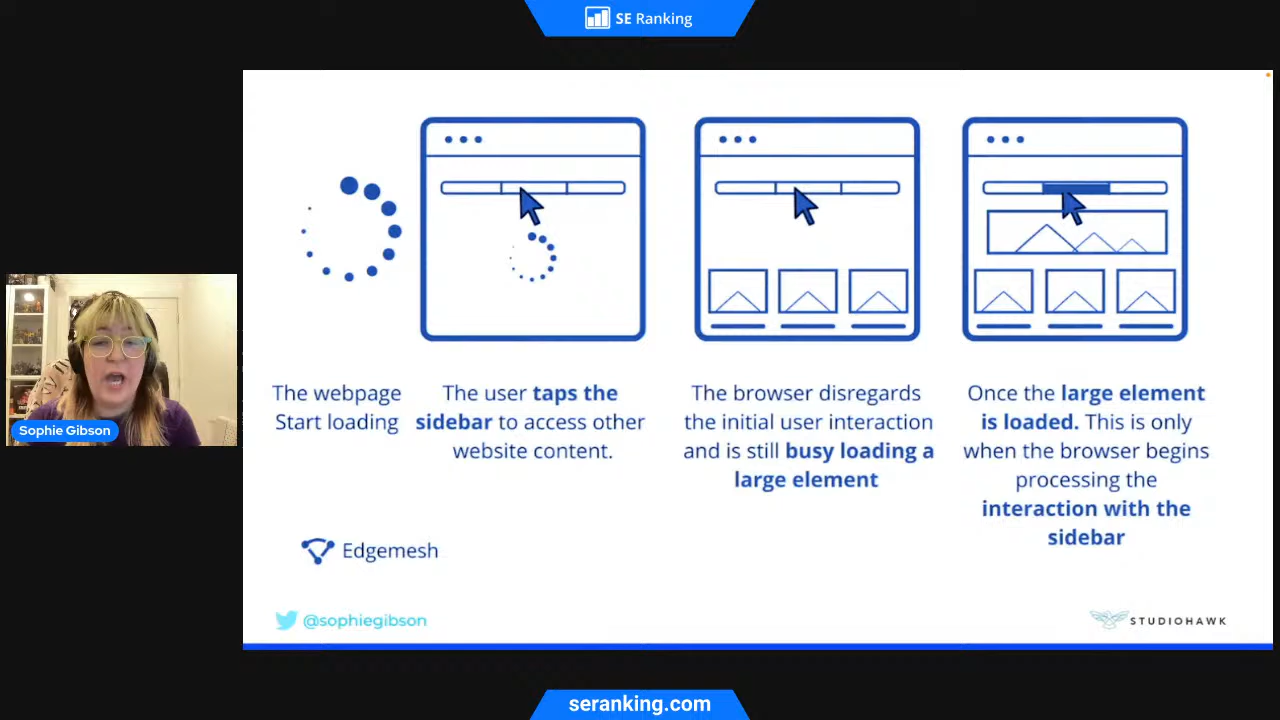 SE Ranking
The webpage
Start loading
The user taps the
sidebar to access other
website content.
The browser disregards
the initial user interaction
and is still busy loading a
large element
Once the large element
is loaded. This is only
when the browser begins
processing the
interaction with the
sidebar
Sophie Gibson
Edgemesh
@sophiegibson
STUDIOHAWK
seranking.com